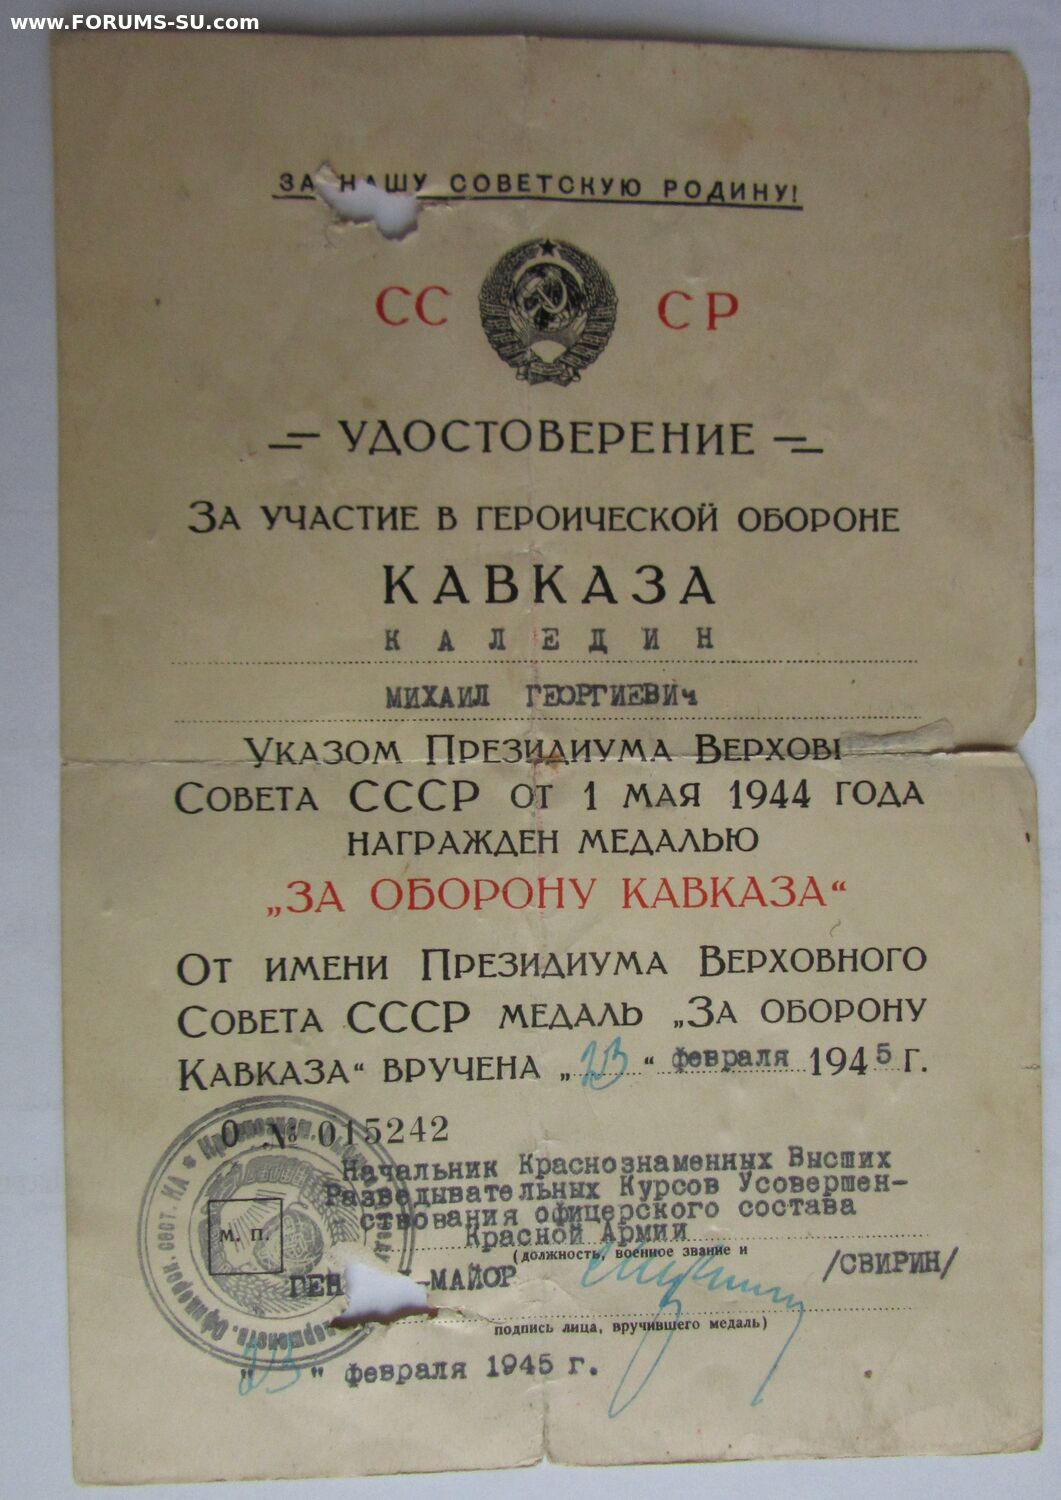 www.FORUMS-SU.com
ЗА НАШУ СОВЕТСКУЮ РОДИНУ!
СС СР
УДОСТОВЕРЕНИЕ
ЗА УЧАСТИЕ В ГЕРОИЧЕСКОЙ ОБОРОНЕ
КАВКАЗА
КАЛЕДИН
МИХАИЛ ГЕОРГИЕВИч
УКАЗОМ ПРЕЗИДИУМА
СОВЕТА СССР ОТ 1 МАЯ 1944 ГОДА
НАГРАЖДЕН МЕДАЛЬЮ
„ЗА ОБОРОНУ КАВКАЗА“
ОТ ИМЕНИ ПРЕЗИДИУМА ВЕРХОВНОГО
СОВЕТА СССР МЕДАЛЬ „ЗА ОБОРОНУ
КАВКАЗА“ ВРУЧЕНА „23“ февраля 1945 г.
О № 015242
Начальник Краснознаменных Высших
Разведывательных Курсов Усовершен-
ствования офицерского состава
Красной Армии
М. П.
(должность, военное звание и
-МАЙОР /СВИРИН/
подпись лица, вручившего медаль)
"23" февраля 1945 г.